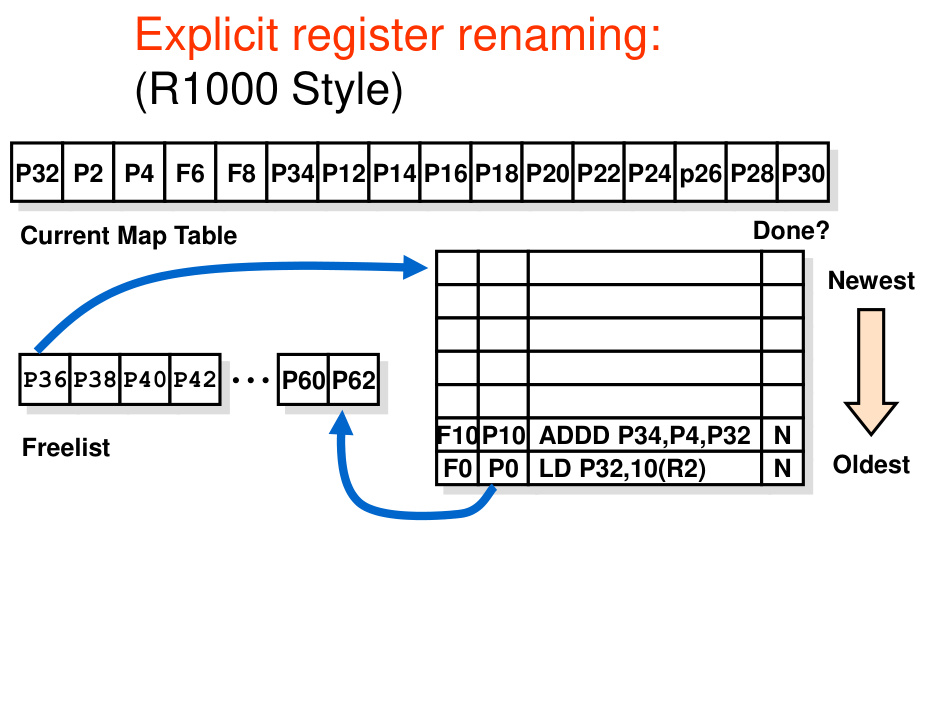 Explicit register renaming:
(R1000 Style)
P32 P2 P4 F6 F8 P34 P12 P14 P16 P18 P20 P22 P24 p26 P28 P30
Current Map Table
Done?
Newest
P36 P38 P40 P42 ... P60 P62
Freelist
F10 P10 ADDD P34,P4,P32 N
F0 P0 LD P32,10(R2) N
Oldest